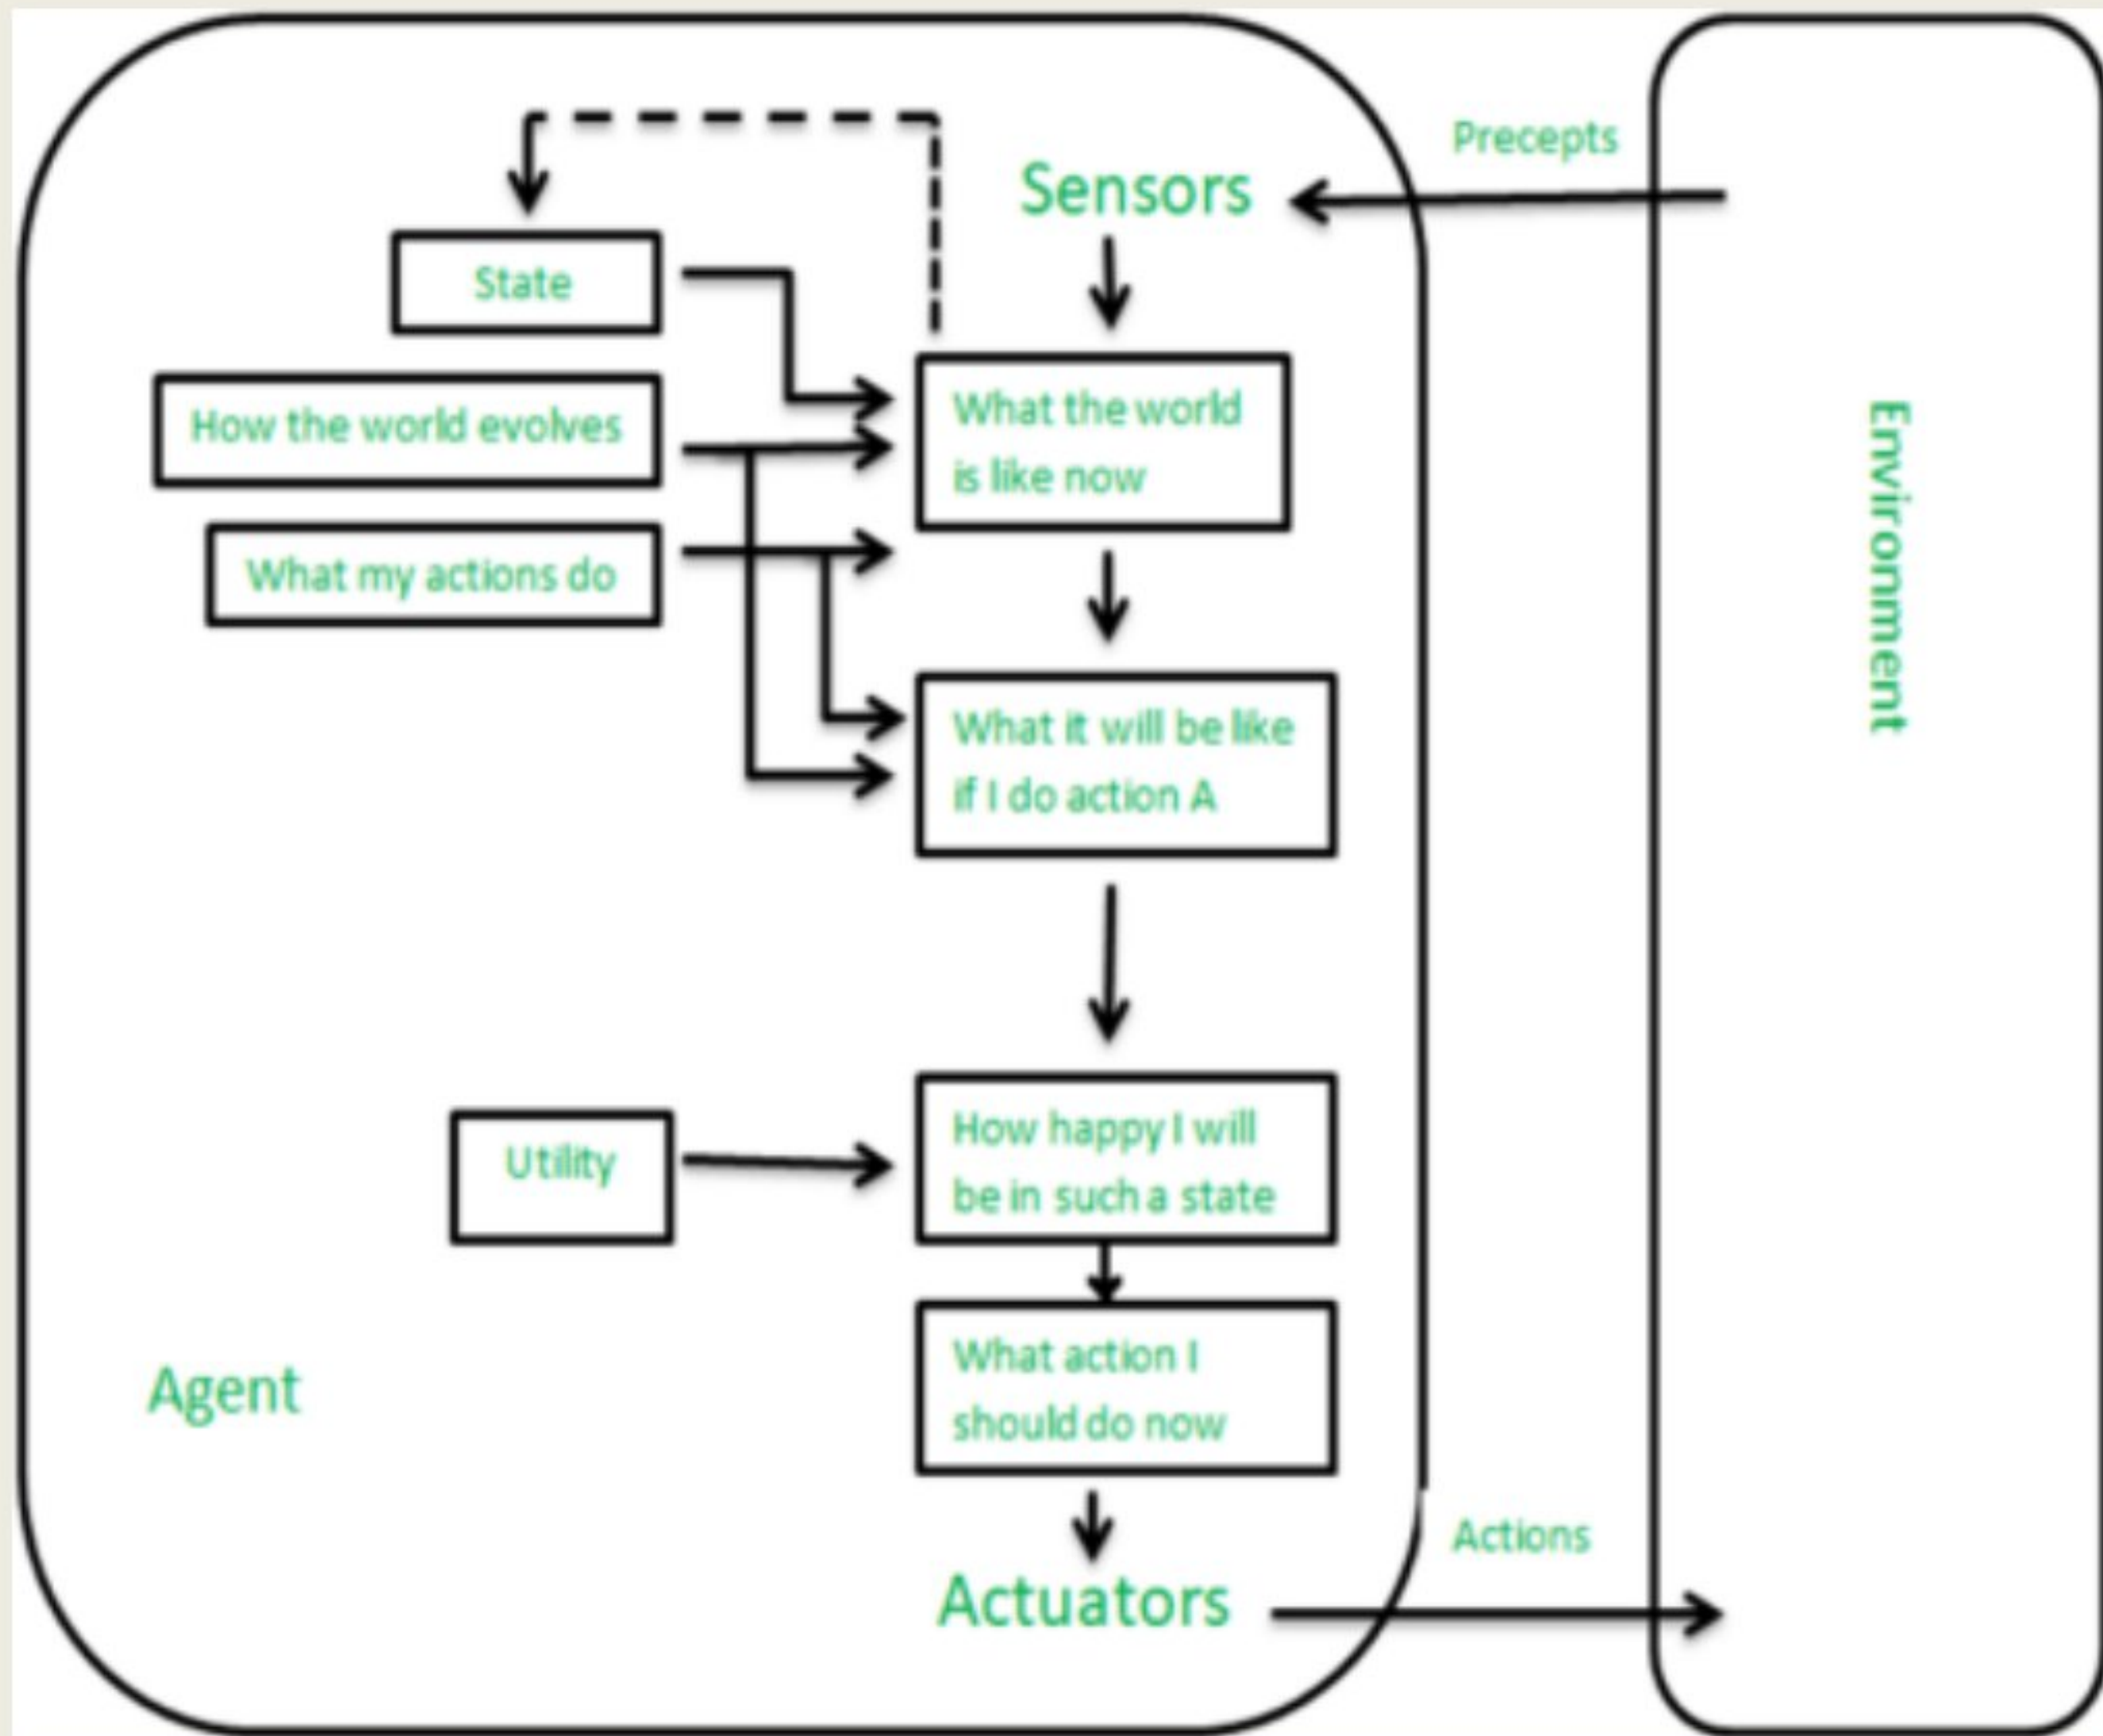 Precepts
Sensors
State
How the world evolves
What the world
is like now
What my actions do
Environment
What it will be like
if I do action A
How happy I will
be in such a state
Utility
What action I
should do now
Agent
Actions
Actuators